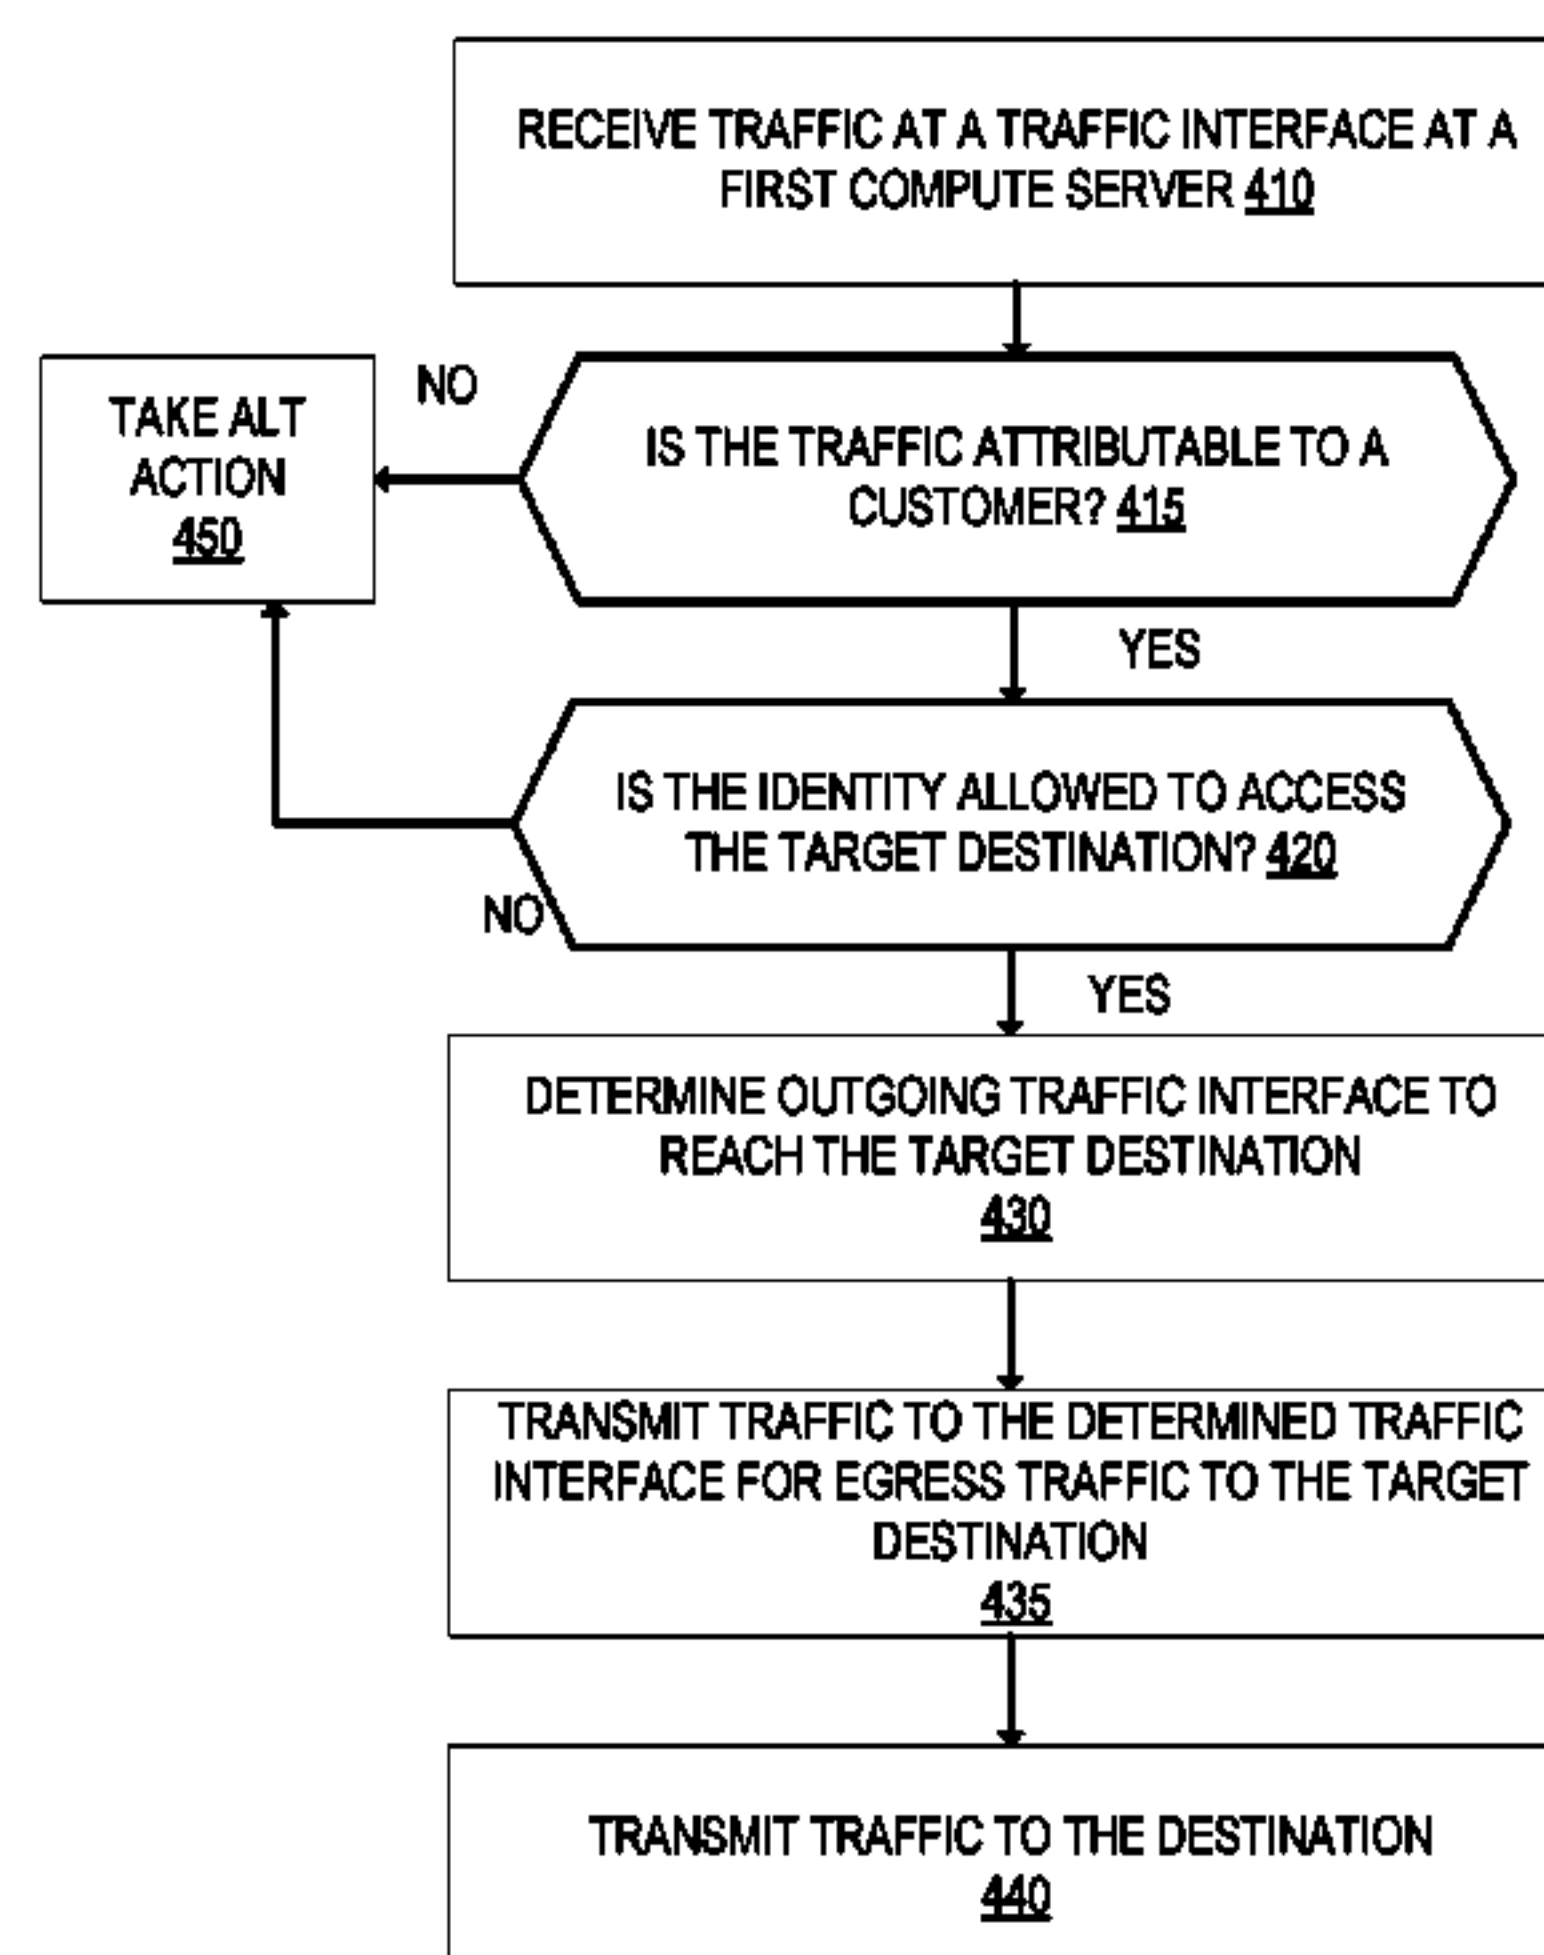 RECEIVE TRAFFIC AT A TRAFFIC INTERFACE AT A
FIRST COMPUTE SERVER 410
NO
TAKE ALT
ACTION
450
IS THE TRAFFIC ATTRIBUTABLE TO A
CUSTOMER? 415
YES
IS THE IDENTITY ALLOWED TO ACCESS
THE TARGET DESTINATION? 420
NO
YES
DETERMINE OUTGOING TRAFFIC INTERFACE TO
REACH THE TARGET DESTINATION
430
TRANSMIT TRAFFIC TO THE DETERMINED TRAFFIC
INTERFACE FOR EGRESS TRAFFIC TO THE TARGET
DESTINATION
435
TRANSMIT TRAFFIC TO THE DESTINATION
440